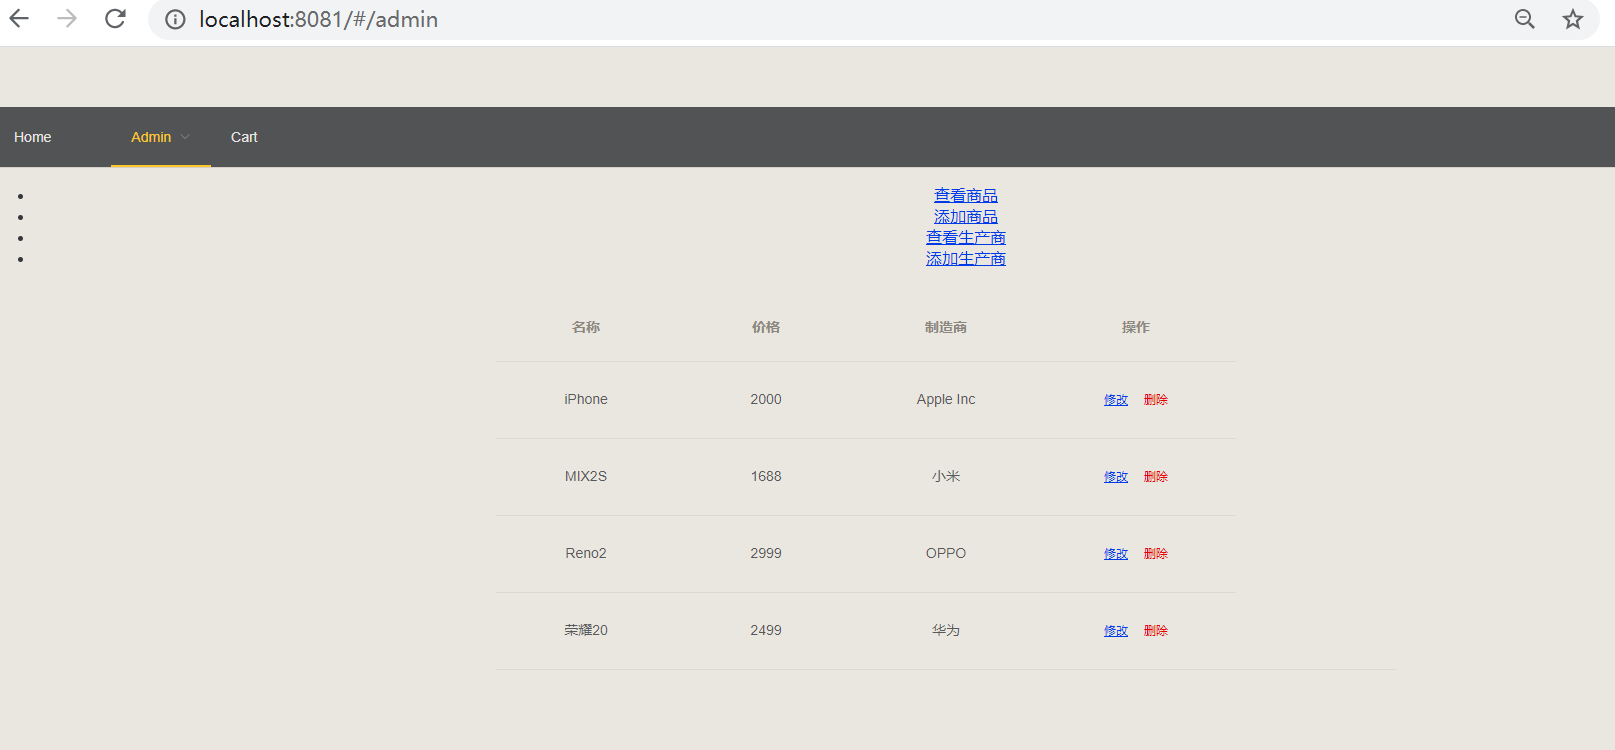 localhost:8081/#/admin
Home Admin Cart
查看商品
添加商品
查看生产商
添加生产商
名称 价格 制造商 操作
iPhone 2000 Apple Inc 修改 删除
MIX2S 1688 小米 修改 删除
Reno2 2999 OPPO 修改 删除
荣耀20 2499 华为 修改 删除